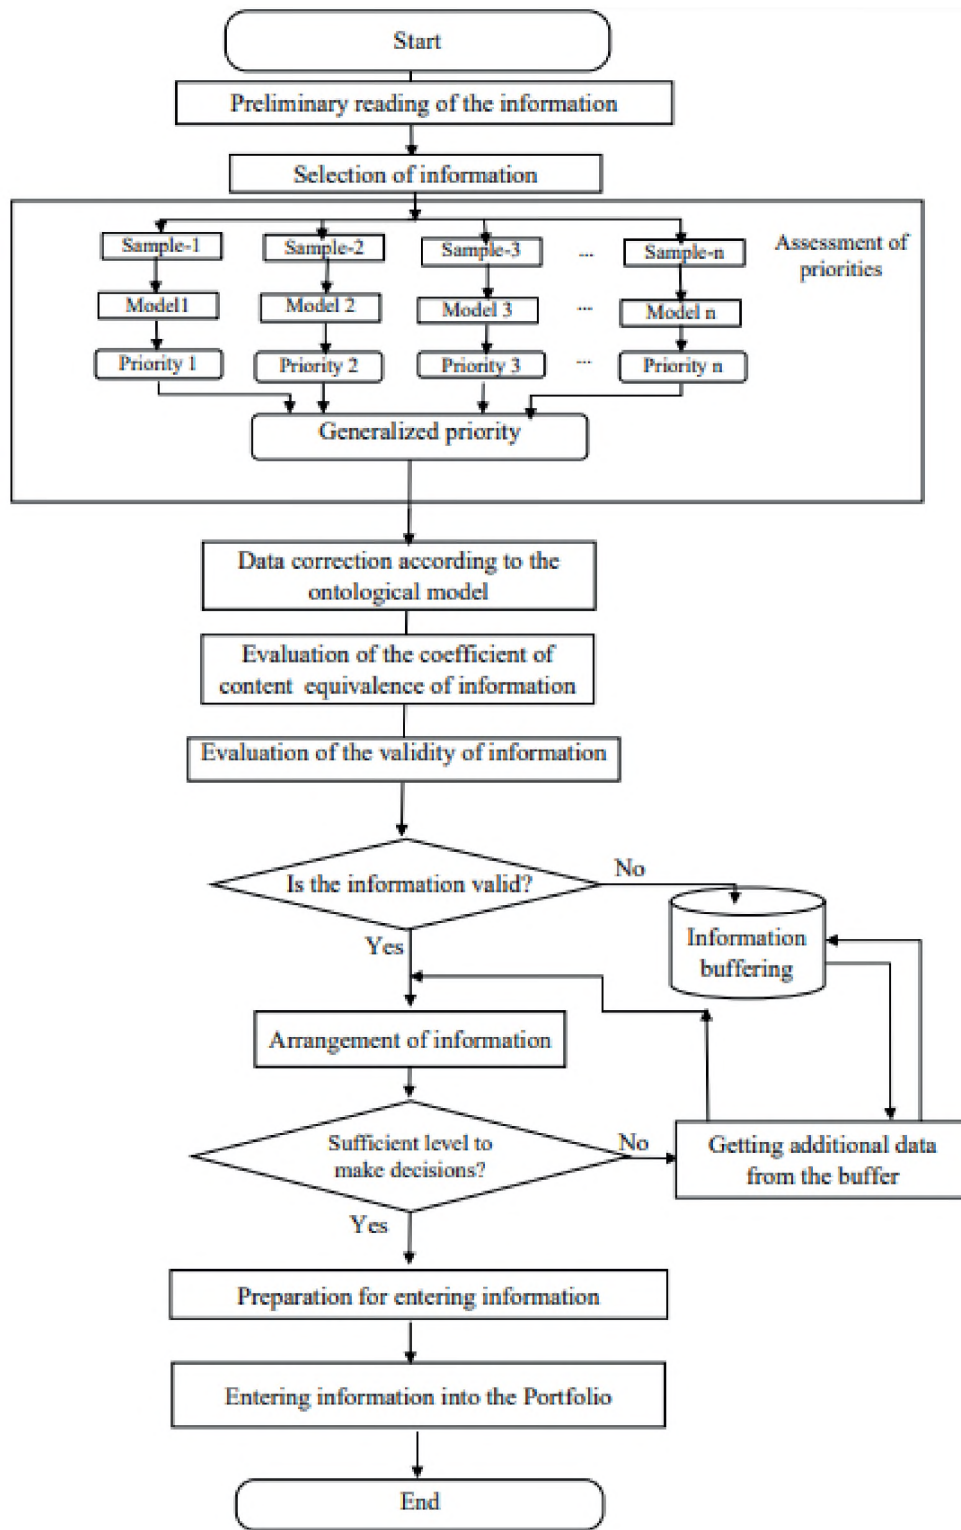 Start
Preliminary reading of the information
Selection of information
Assessment of
priorities
Sample-1
Sample-2
Sample-3
...
Sample-n
Model1
Model 2
Model 3
...
Model n
Priority 1
Priority 2
Priority 3
...
Priority n
Generalized priority
Data correction according to the
ontological model
Evaluation of the coefficient of
content equivalence of information
Evaluation of the validity of information
Is the information valid?
No
Yes
Information
buffering
Arrangement of information
Sufficient level to
make decisions?
No
Getting additional data
from the buffer
Yes
Preparation for entering information
Entering information into the Portfolio
End